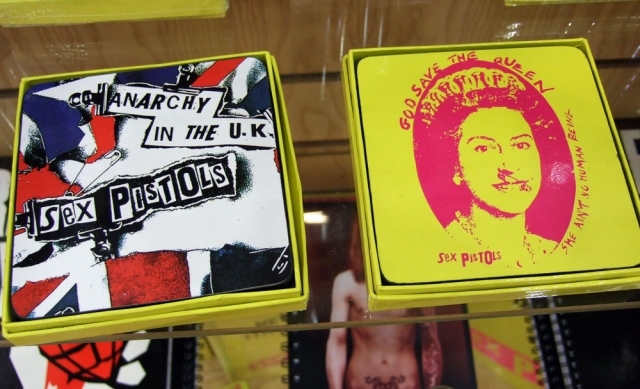 ANARCHY
IN THE U.K.
SEX PISTOLS
GOD SAVE THE QUEEN
SHE AIN'T NO HUMAN BEING
SEX PISTOLS